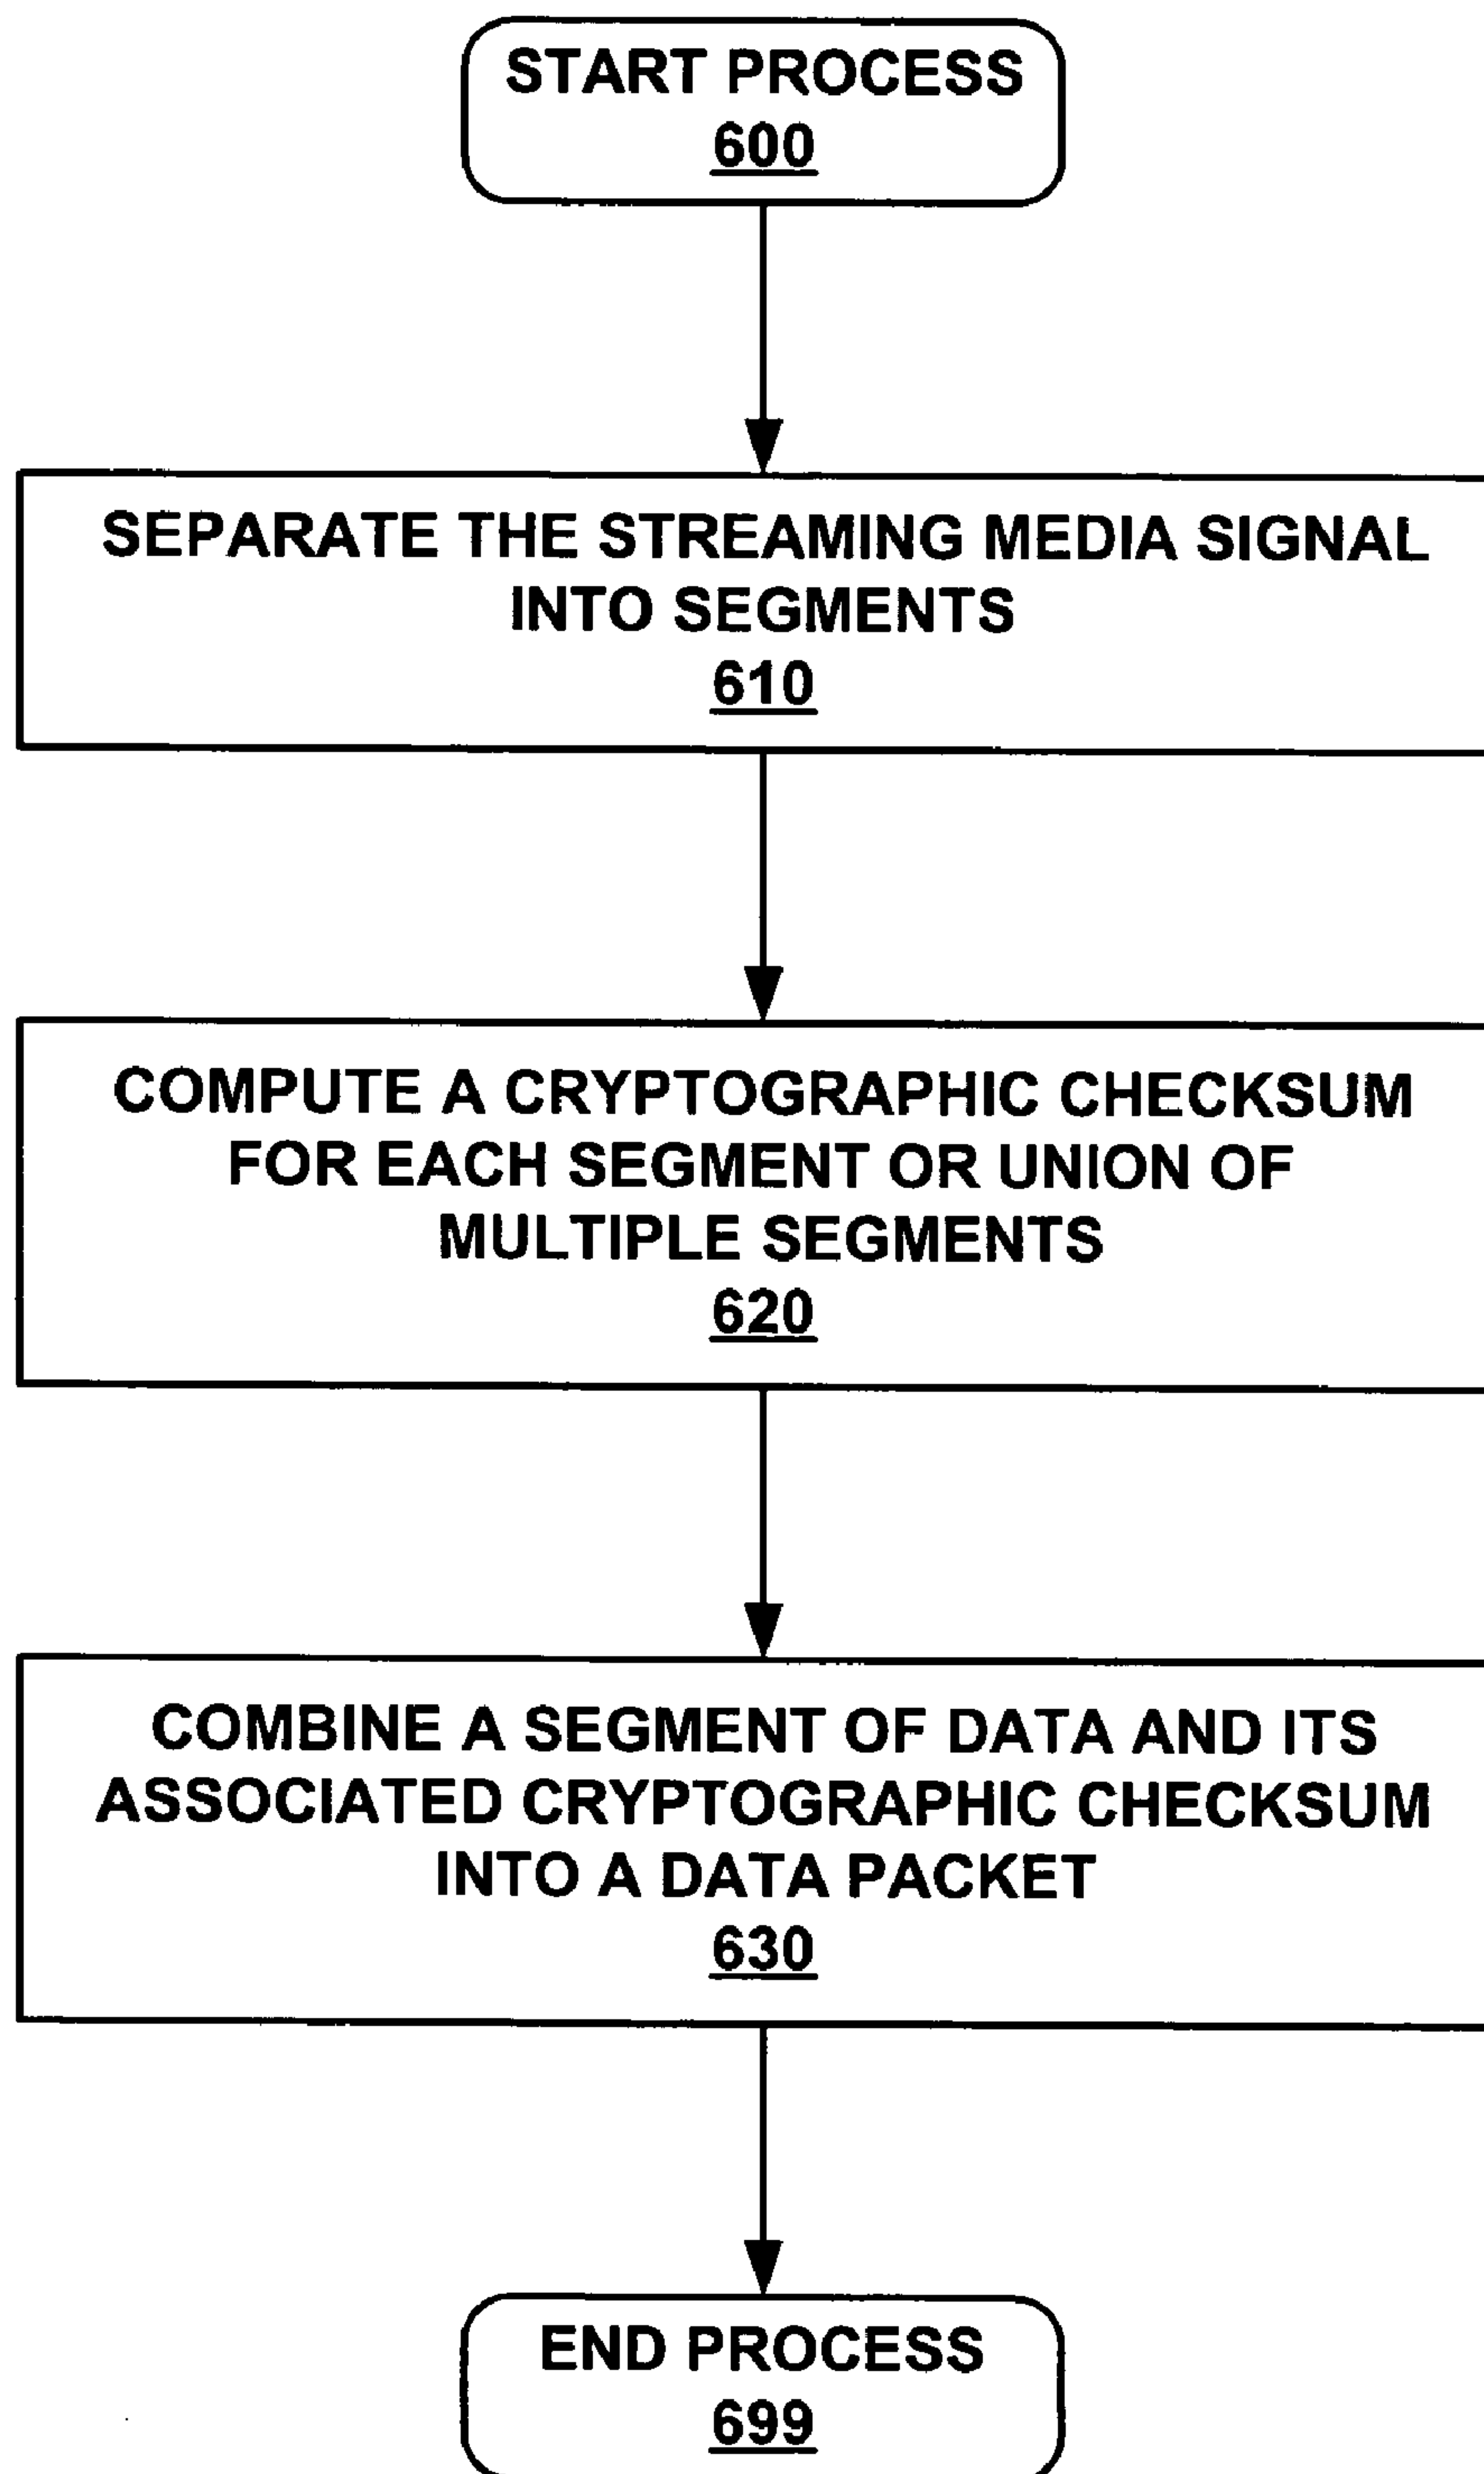 START PROCESS
600
SEPARATE THE STREAMING MEDIA SIGNAL
INTO SEGMENTS
610
COMPUTE A CRYPTOGRAPHIC CHECKSUM
FOR EACH SEGMENT OR UNION OF
MULTIPLE SEGMENTS
620
COMBINE A SEGMENT OF DATA AND ITS
ASSOCIATED CRYPTOGRAPHIC CHECKSUM
INTO A DATA PACKET
630
END PROCESS
699